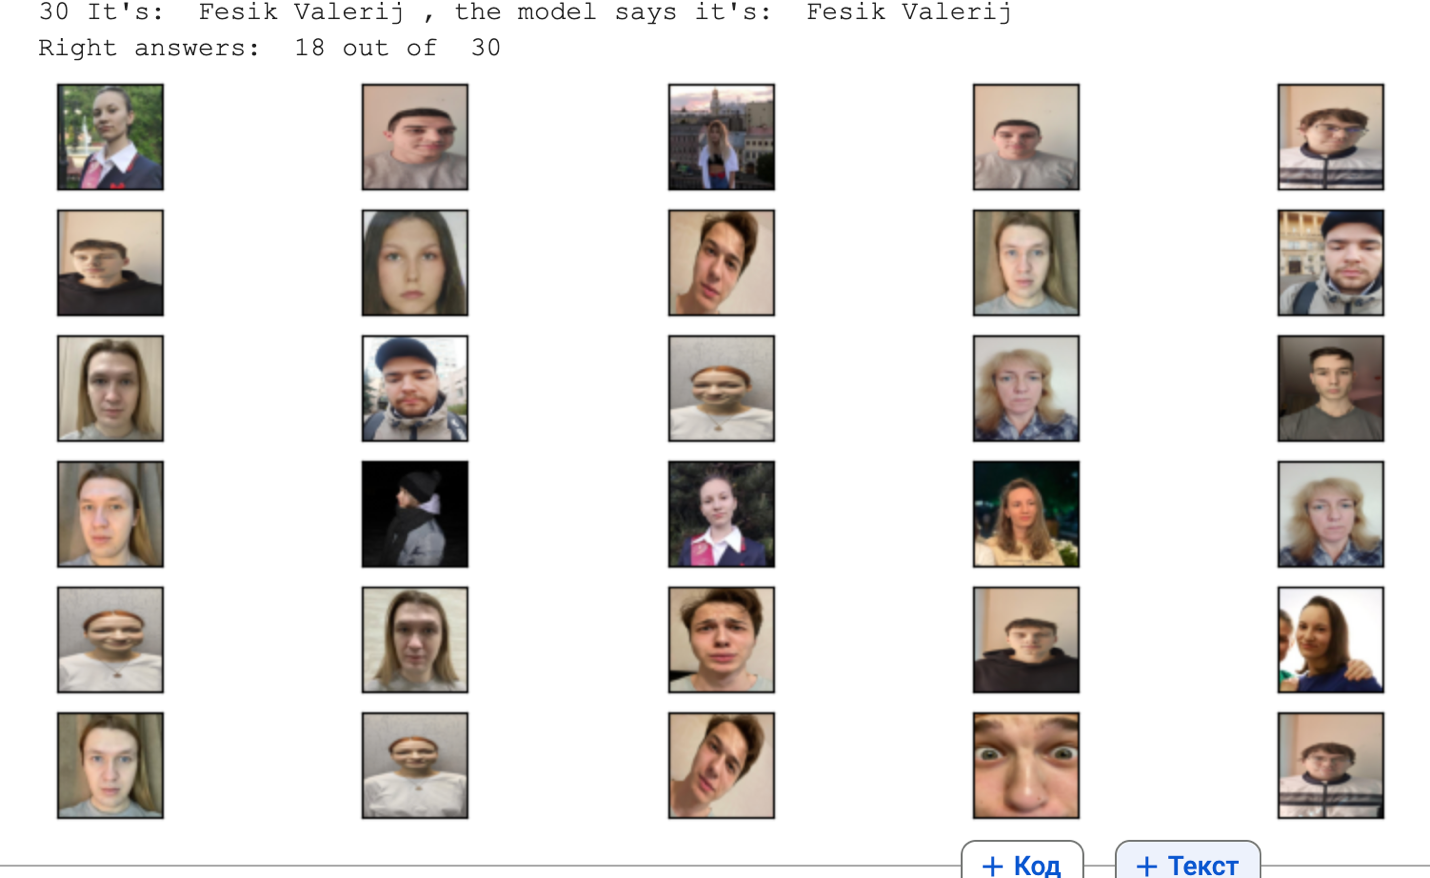 30 It's:  Fesik Valerij , the model says it's:  Fesik Valerij
Right answers:  18 out of  30
+ Код
+ Текст